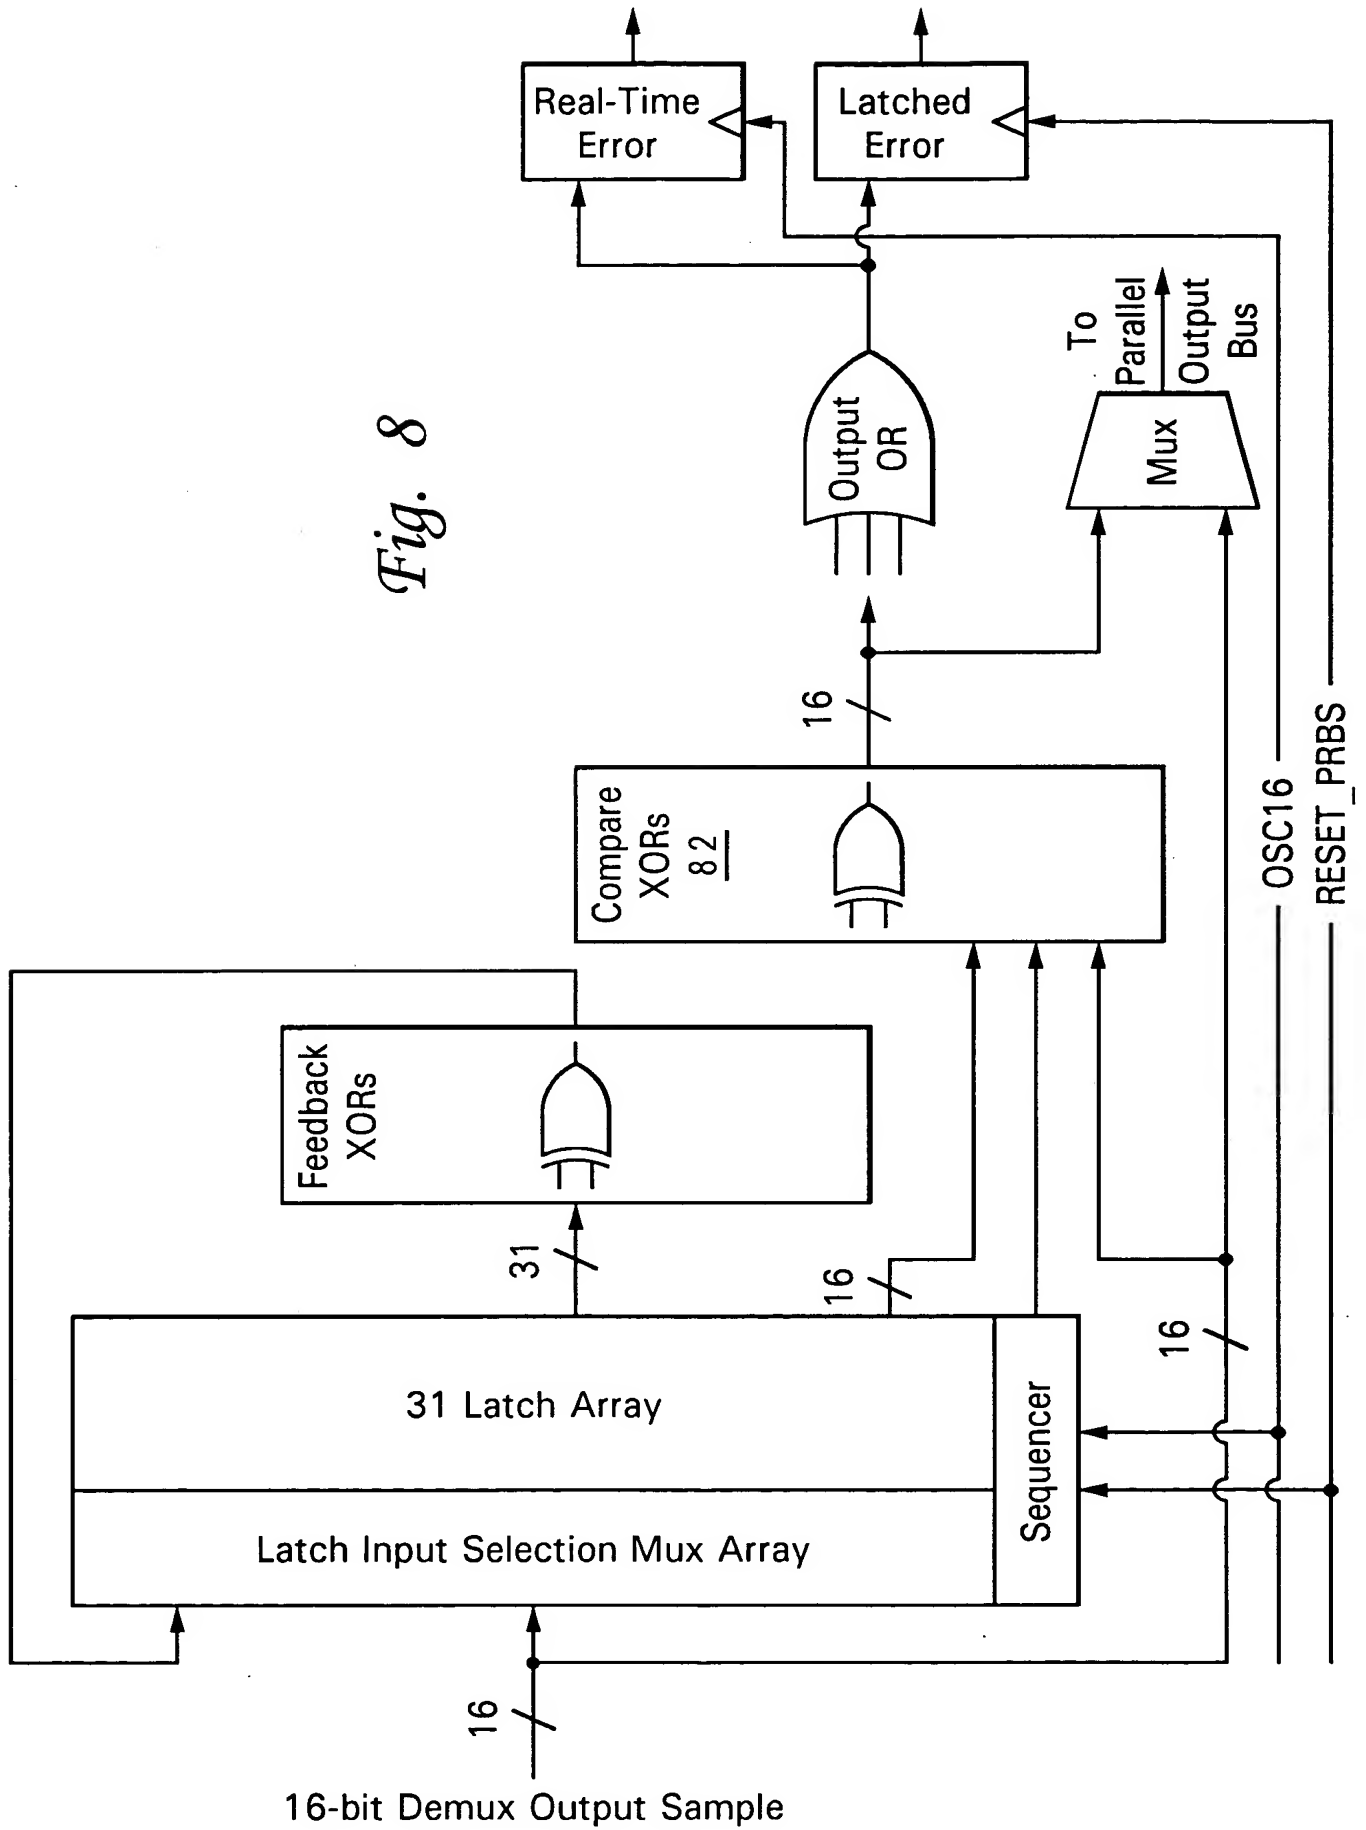 Real-Time
Error
Latched
Error
To
Parallel
Output
Bus
Fig. 8
Output
OR
Mux
16
Compare
XORs
82
OSC16
RESET_PRBS
Feedback
XORs
31
16
16
31 Latch Array
Latch Input Selection Mux Array
Sequencer
16
16-bit Demux Output Sample